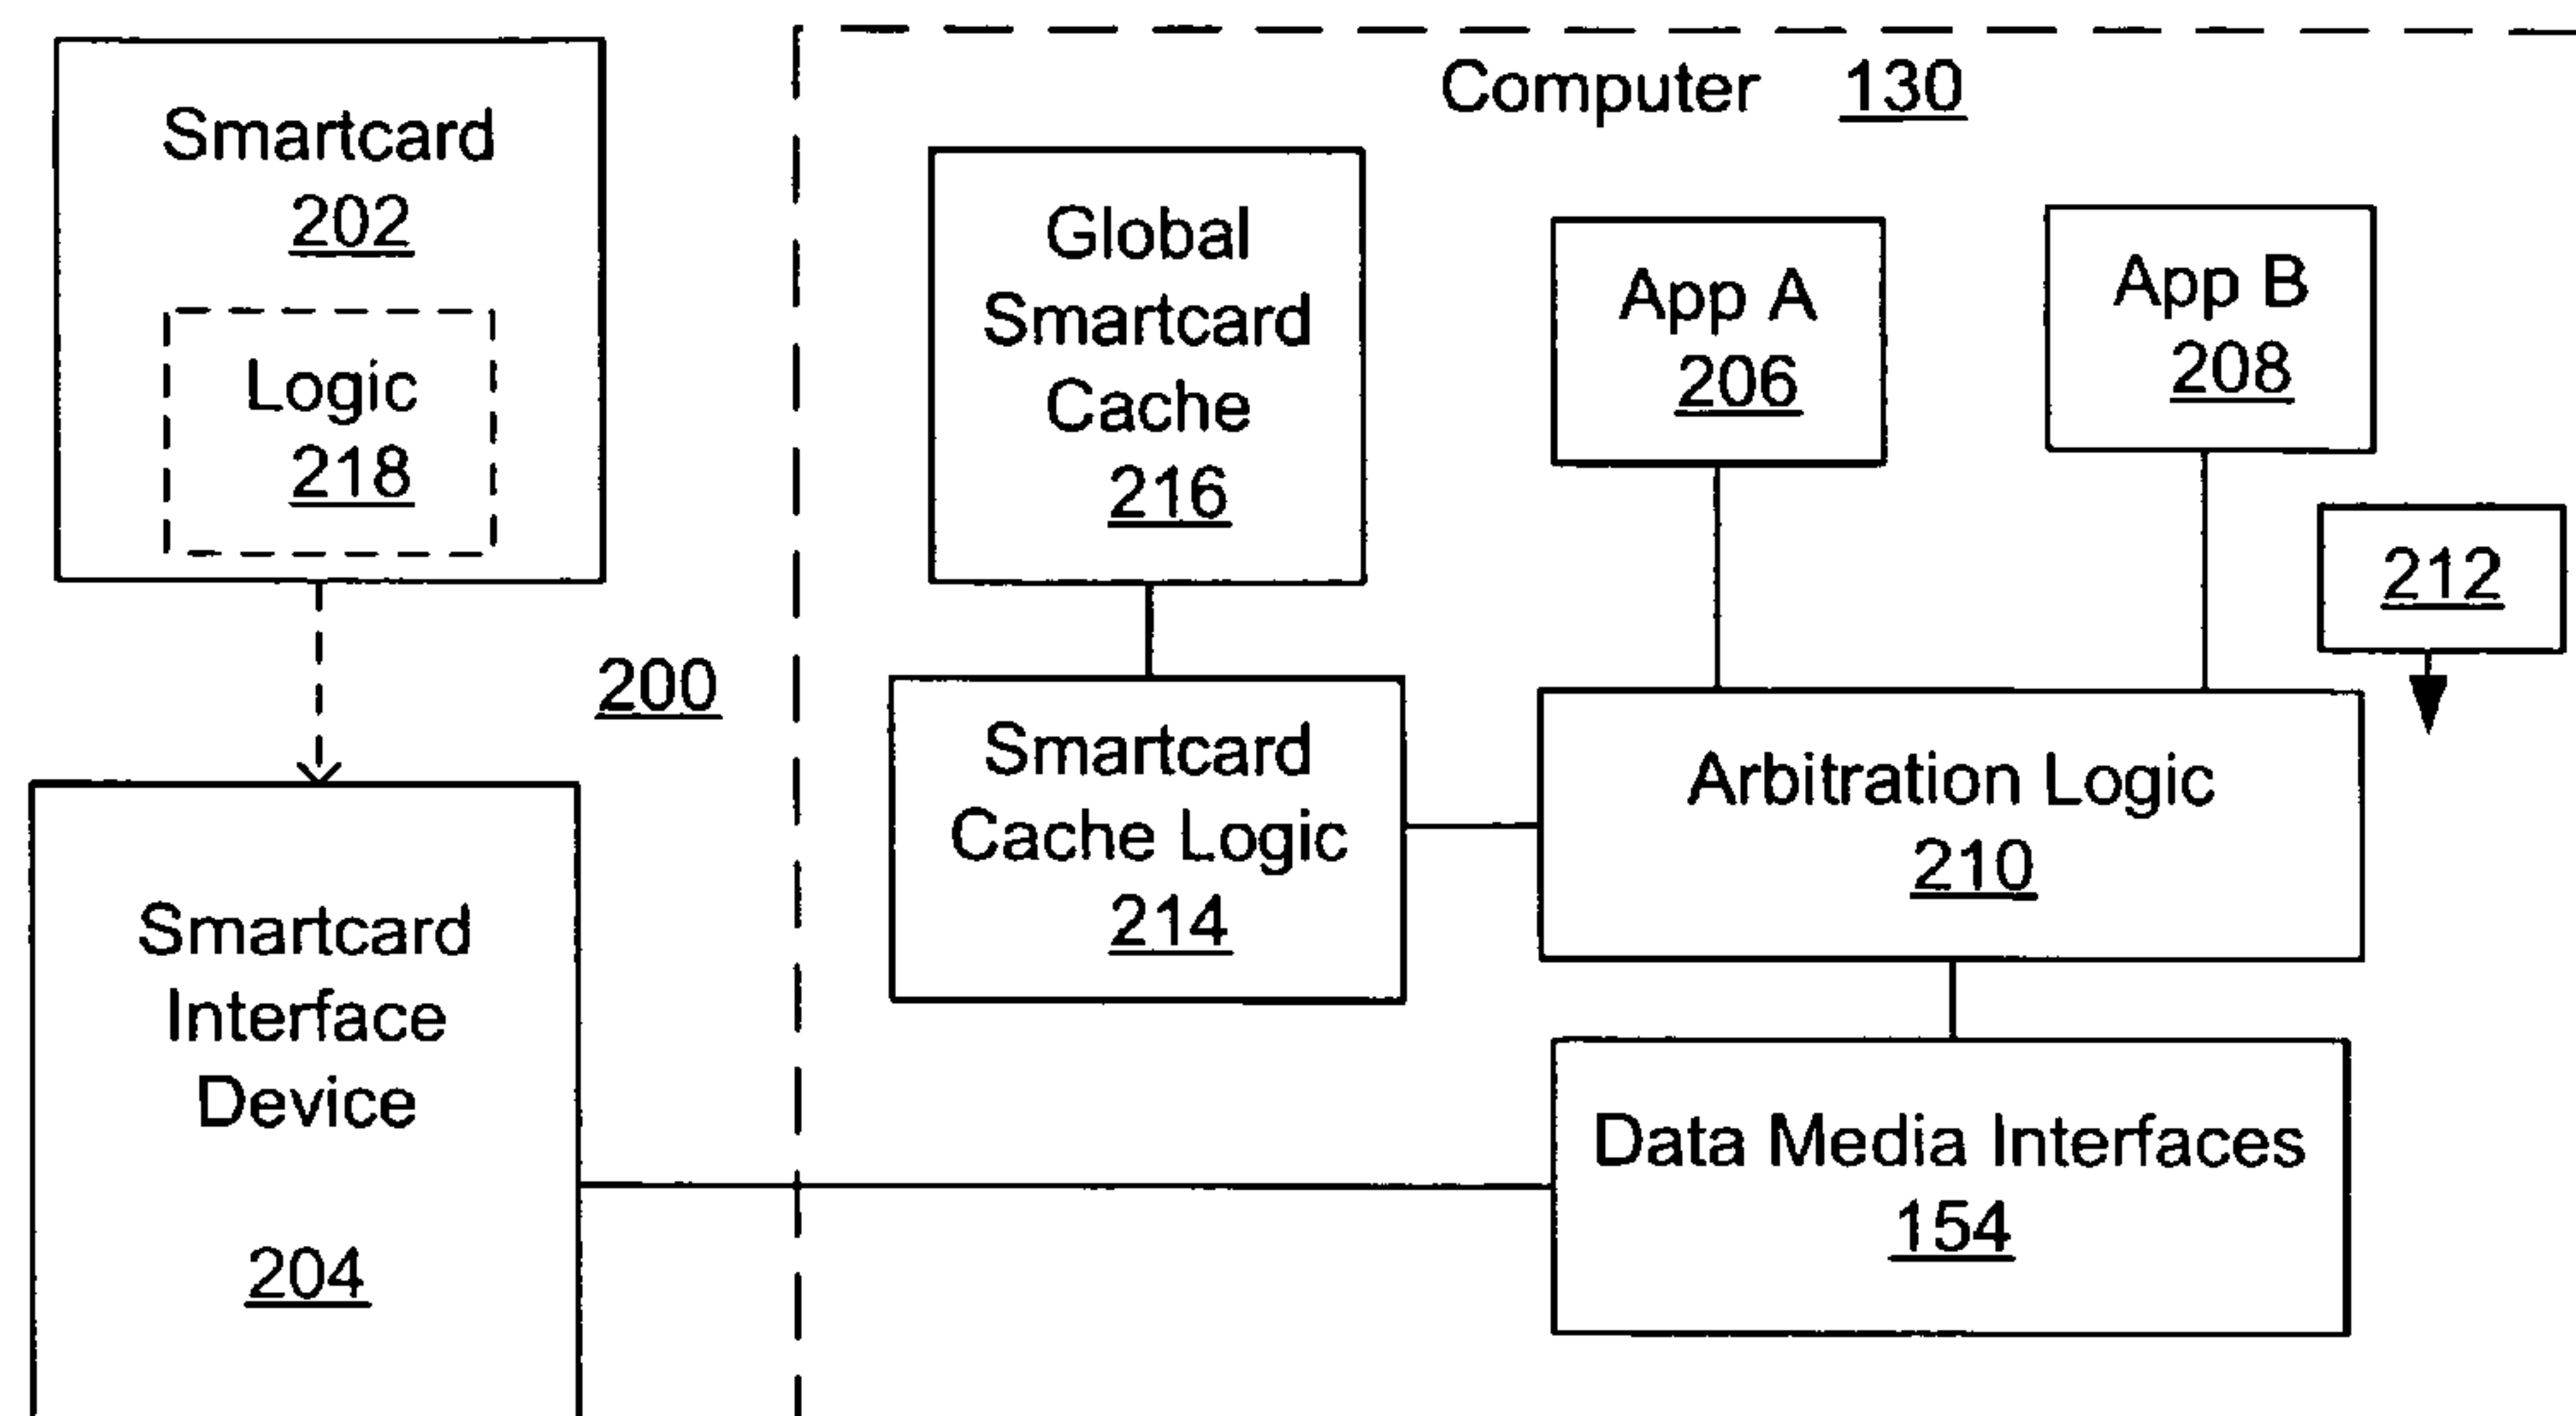 Smartcard
202
Logic
218
200
Smartcard
Interface
Device
204
Computer 130
Global
Smartcard
Cache
216
App A
206
App B
208
212
Smartcard
Cache Logic
214
Arbitration Logic
210
Data Media Interfaces
154